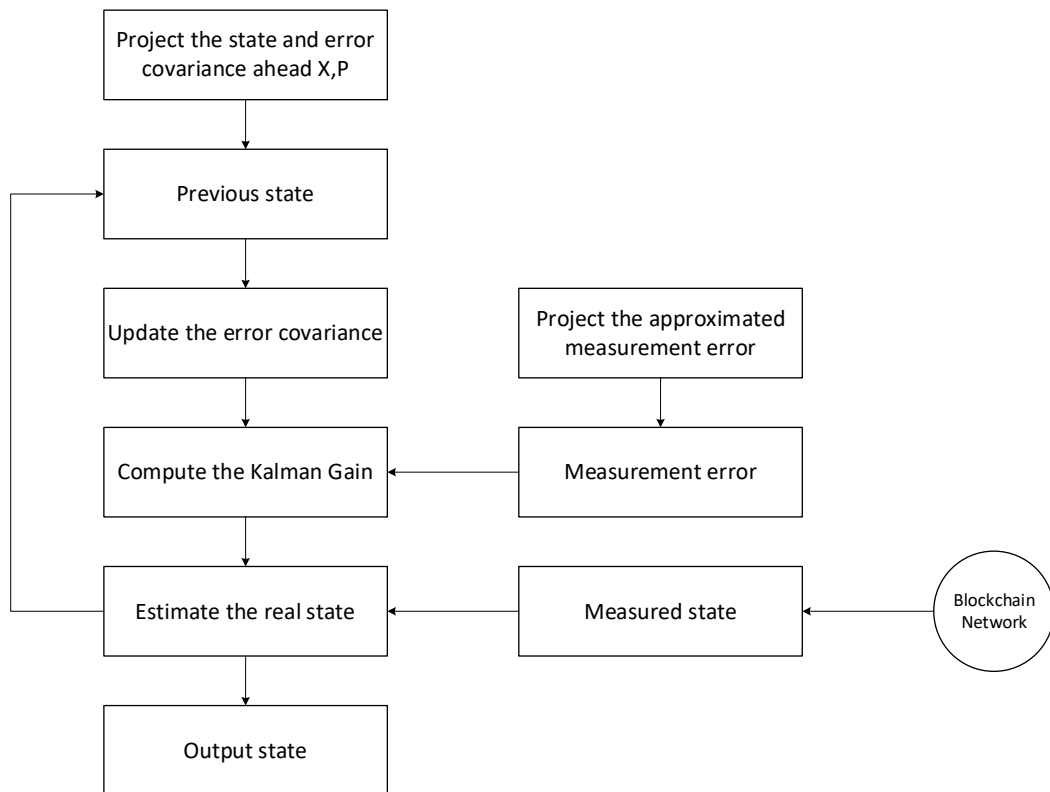 Project the state and error
covariance ahead X,P
Previous state
Update the error covariance
Project the approximated
measurement error
Compute the Kalman Gain
Measurement error
Estimate the real state
Measured state
Blockchain
Network
Output state